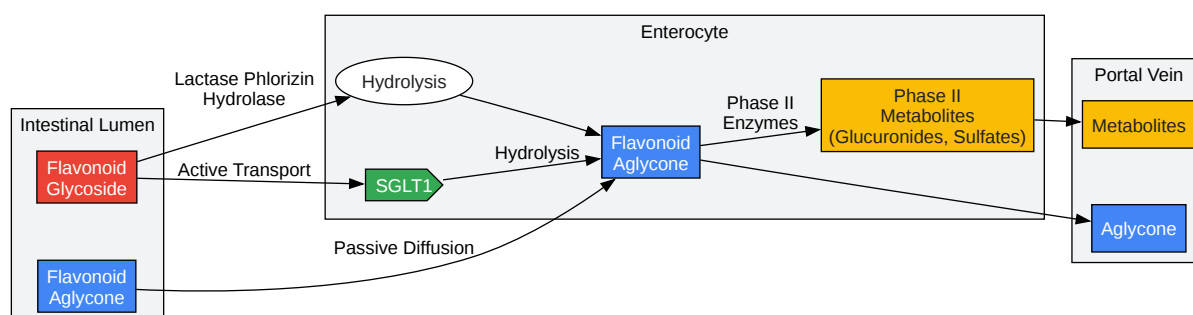 Enterocyte
Lactase Phlorizin
Hydrolase
Hydrolysis
Phase II
Enzymes
Phase II
Metabolites
(Glucuronides, Sulfates)
Portal Vein
Metabolites
Intestinal Lumen
Flavonoid
Glycoside
Active Transport
SGLT1
Hydrolysis
Flavonoid
Aglycone
Aglycone
Passive Diffusion
Flavonoid
Aglycone